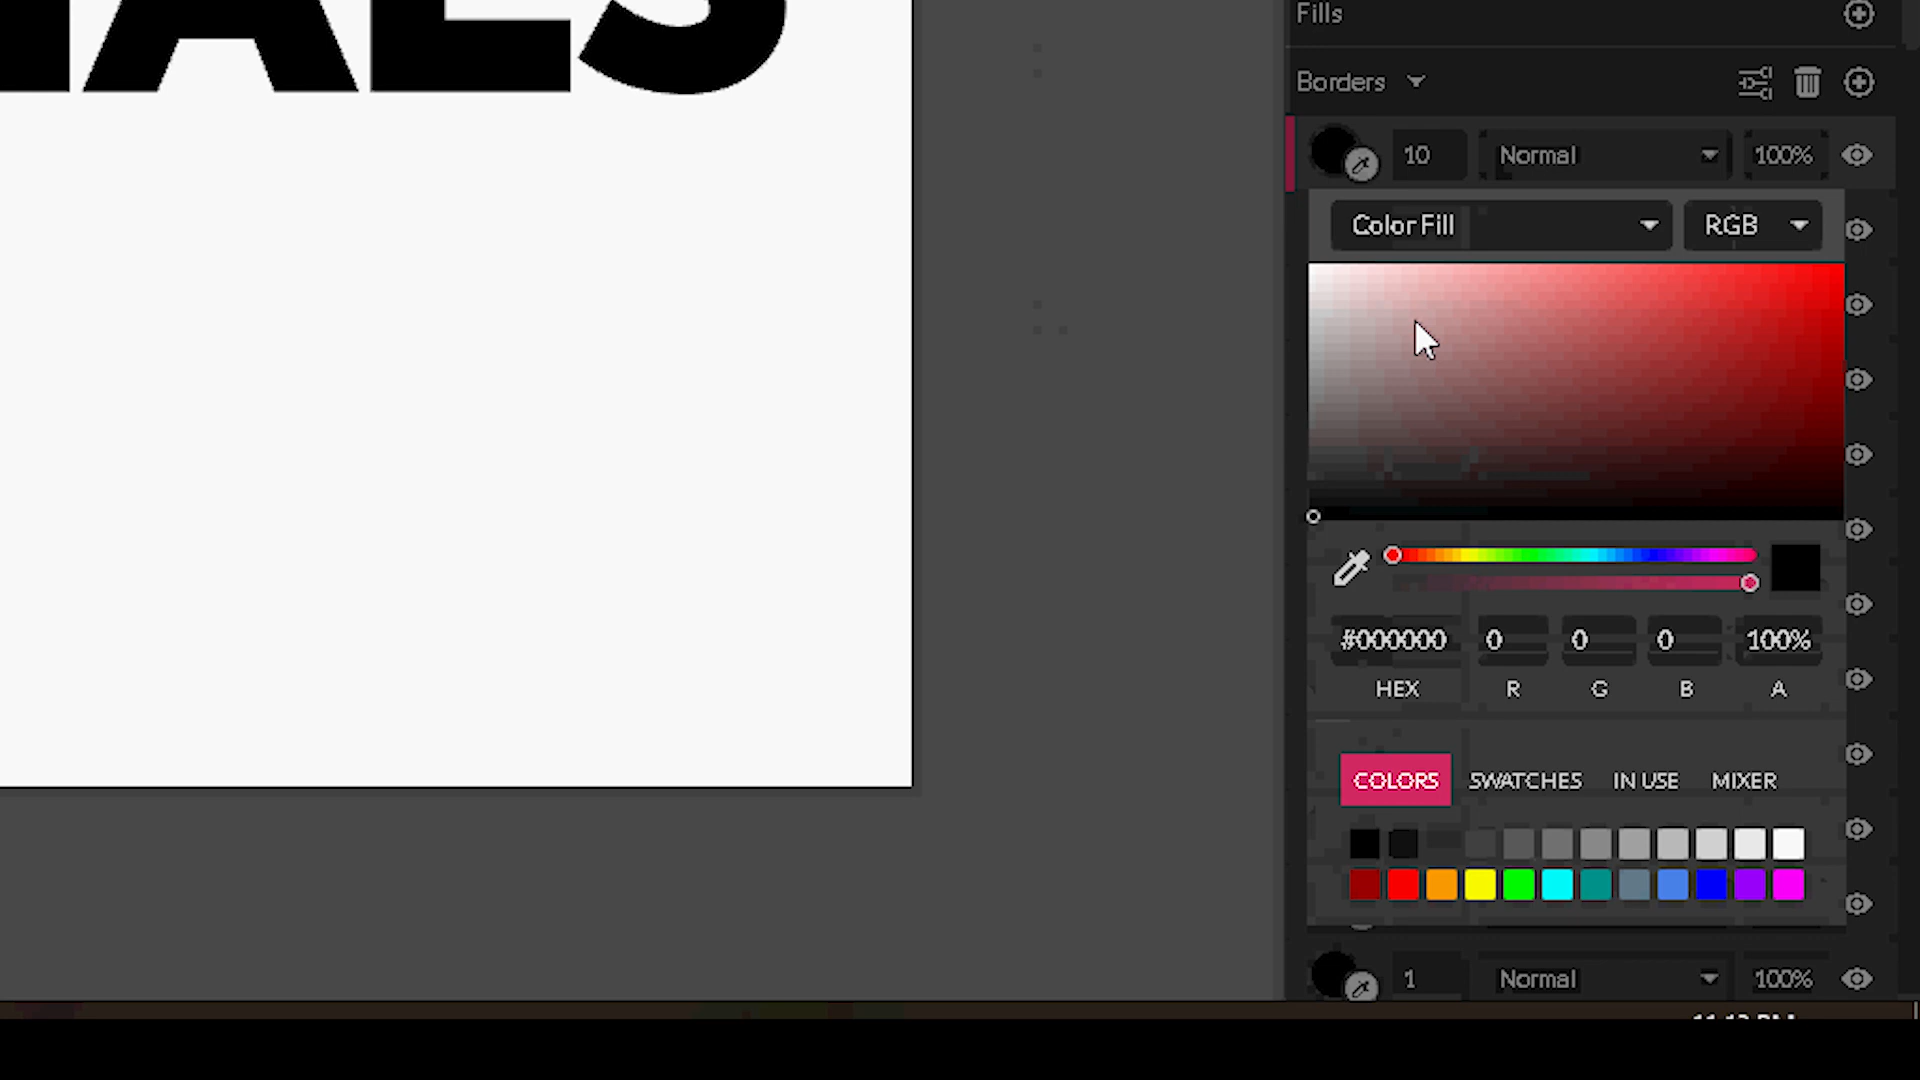 IALS
Fills
Borders
10 Normal 100%
Color Fill RGB
#000000 0 0 0 100%
HEX R G B A
COLORS SWATCHES IN USE MIXER
1 Normal 100%